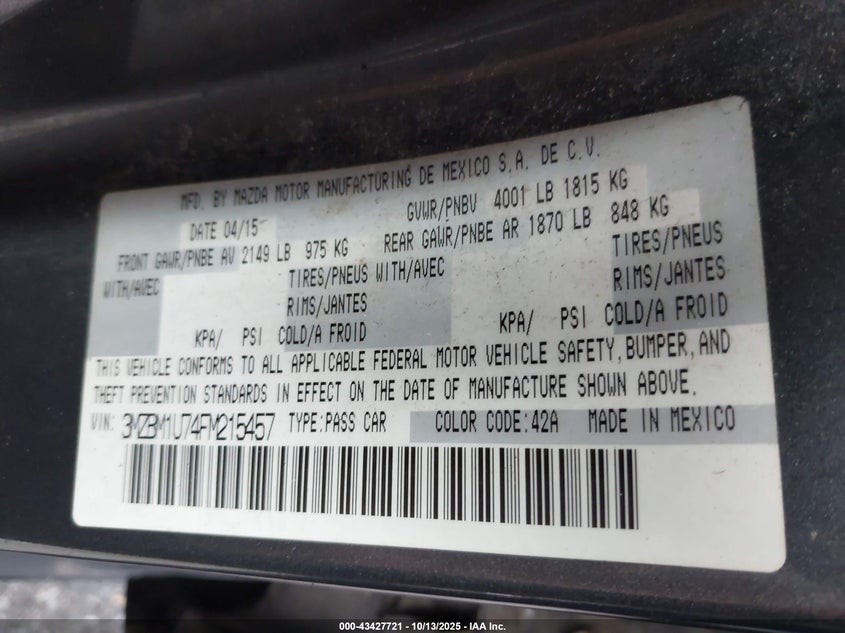 MFD. BY MAZDA MOTOR MANUFACTURING DE MEXICO S.A. DE C.V.
DATE 04/15 GVWR/PNBV 4001 LB 1815 KG
FRONT GAWR/PNBE AV 2149 LB 975 KG REAR GAWR/PNBE AR 1870 LB 848 KG
WITH/AVEC TIRES/PNEUS WITH/AVEC TIRES/PNEUS
RIMS/JANTES RIMS/JANTES
KPA/ PSI COLD/A FROID KPA/ PSI COLD/A FROID
THIS VEHICLE CONFORMS TO ALL APPLICABLE FEDERAL MOTOR VEHICLE SAFETY, BUMPER, AND
THEFT PREVENTION STANDARDS IN EFFECT ON THE DATE OF MANUFACTURE SHOWN ABOVE.
VIN: 3MZBM1U74FM215457 TYPE:PASS CAR COLOR CODE:42A MADE IN MEXICO
000-43427721 - 10/13/2025 - IAA Inc.